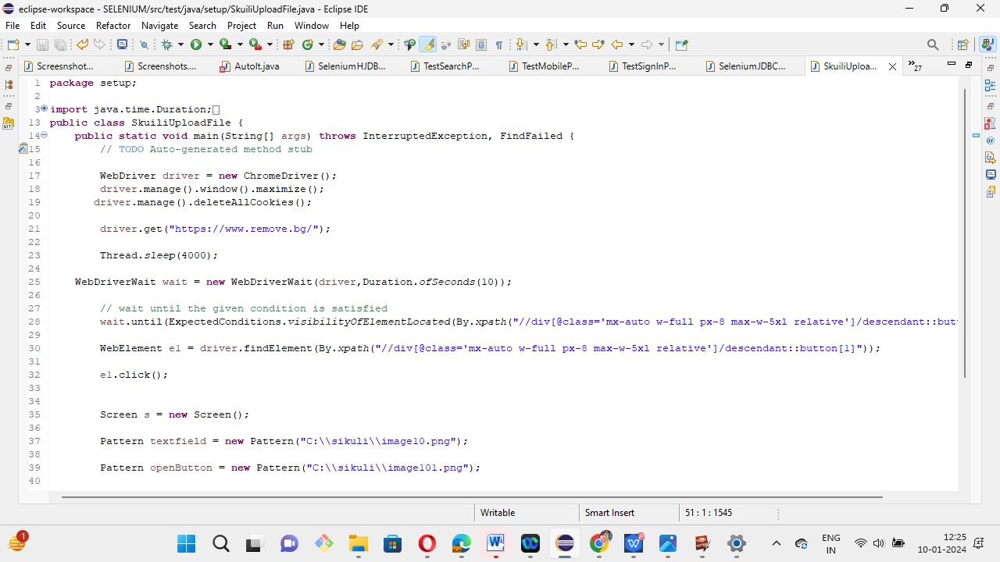 eclipse-workspace - SELENIUM/src/test/java/setup/SkuiliUploadFile.java - Eclipse IDE
File Edit Source Refactor Navigate Search Project Run Window Help
Screesnshot... Screenshots.... AutoIt.java SeleniumHJDB... TestSearchP... TestMobileP... TestSignInP... SeleniumJDBC... SkuiliUploa... 27
1 package setup;
2
3 import java.time.Duration;
13 public class SkuiliUploadFile {
14 public static void main(String[] args) throws InterruptedException, FindFailed {
15 // TODO Auto-generated method stub
16
17 WebDriver driver = new ChromeDriver();
18 driver.manage().window().maximize();
19 driver.manage().deleteAllCookies();
20
21 driver.get("https://www.remove.bg/");
22
23 Thread.sleep(4000);
24
25 WebDriverWait wait = new WebDriverWait(driver,Duration.ofSeconds(10));
26
27 // wait until the given condition is satisfied
28 wait.until(ExpectedConditions.visibilityOfElementLocated(By.xpath("//div[@class='mx-auto w-full px-8 max-w-5xl relative']/descendant::but
29
30 WebElement el = driver.findElement(By.xpath("//div[@class='mx-auto w-full px-8 max-w-5xl relative']/descendant::button[1]"));
31
32 el.click();
33
34
35 Screen s = new Screen();
36
37 Pattern textfield = new Pattern("C:\\sikuli\\image10.png");
38
39 Pattern openButton = new Pattern("C:\\sikuli\\image101.png");
40
Writable Smart Insert 51 : 1 : 1545
1 ENG IN 12:25 10-01-2024